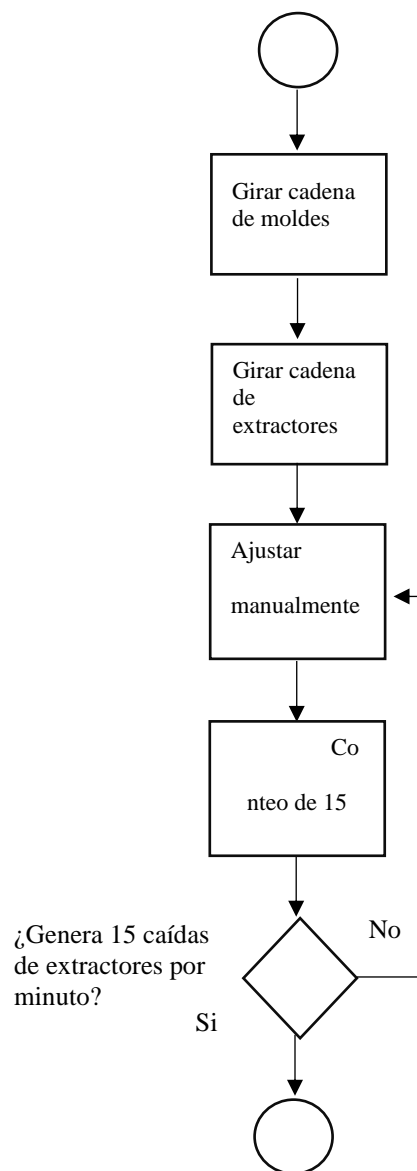 Girar cadena
de moldes
Girar cadena
de
extractores
Ajustar
manualmente
Co
nteo de 15
¿Genera 15 caídas
de extractores por
minuto?
No
Si